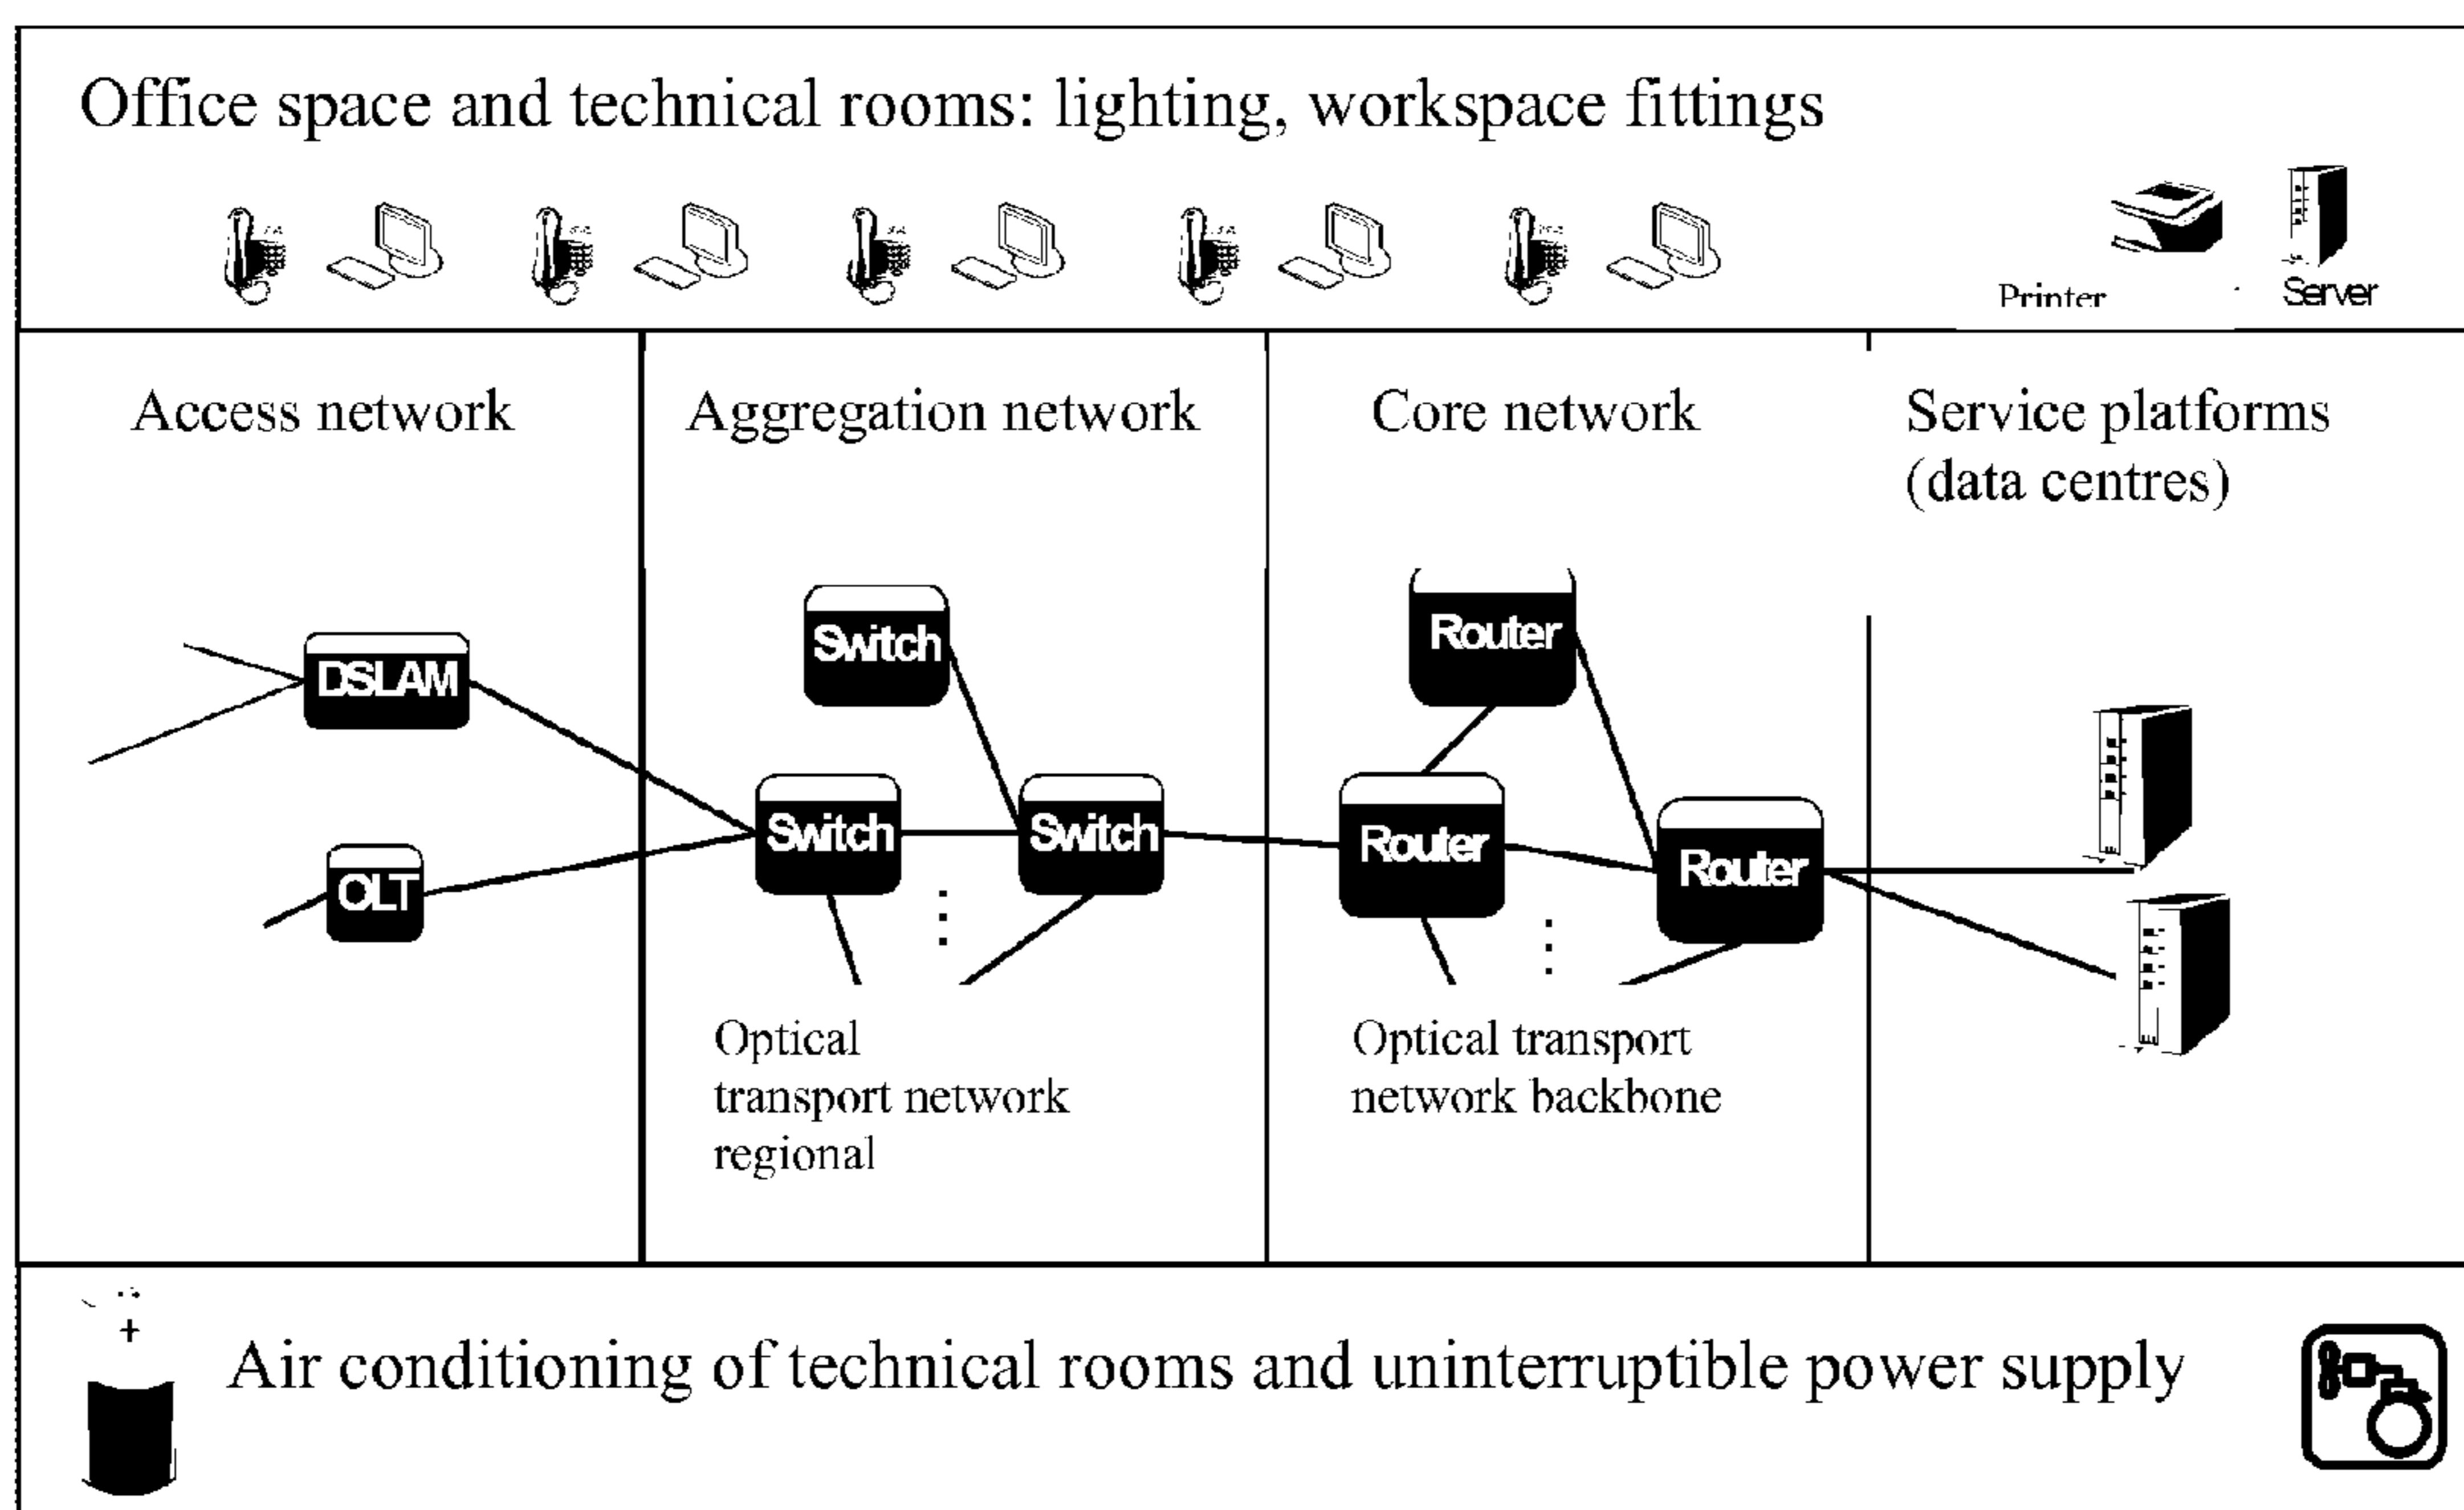 Office space and technical rooms: lighting, workspace fittings
Printer
Server
Access network
Aggregation network
Core network
Service platforms
(data centres)
DSLAM
OLT
Switch
Switch
Switch
Router
Router
Router
Optical
transport network
regional
Optical transport
network backbone
+
Air conditioning of technical rooms and uninterruptible power supply